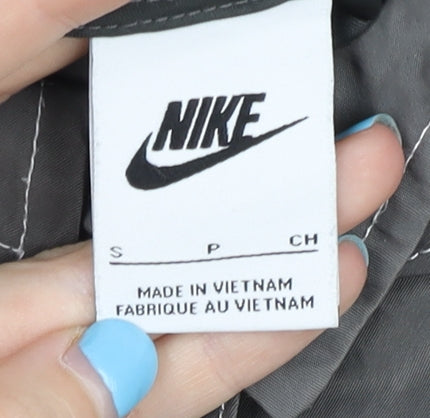 NIKE
S P CH
MADE IN VIETNAM
FABRIQUE AU VIETNAM